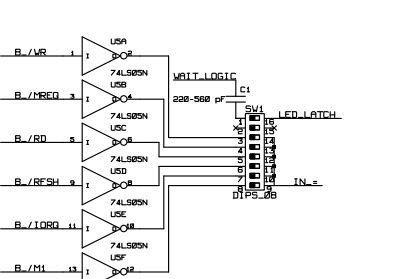 U5A
B_/WR 1 I 2
74LS05N
WAIT_LOGIC
C1
220-560 pF
U5B
B_/MREQ 3 I 4
74LS05N
SW1
LED_LATCH
U5C
B_/RD 5 I 6
74LS05N
U5D
B_/RFSH 9 I 8
74LS05N
U5E
B_/IORQ 11 I 10
74LS05N
U5F
B_/M1 13 I 12
1 16
2 15
3 14
4 13
5 12
6 11
7 10
8 9
IN_=
DIPS_08